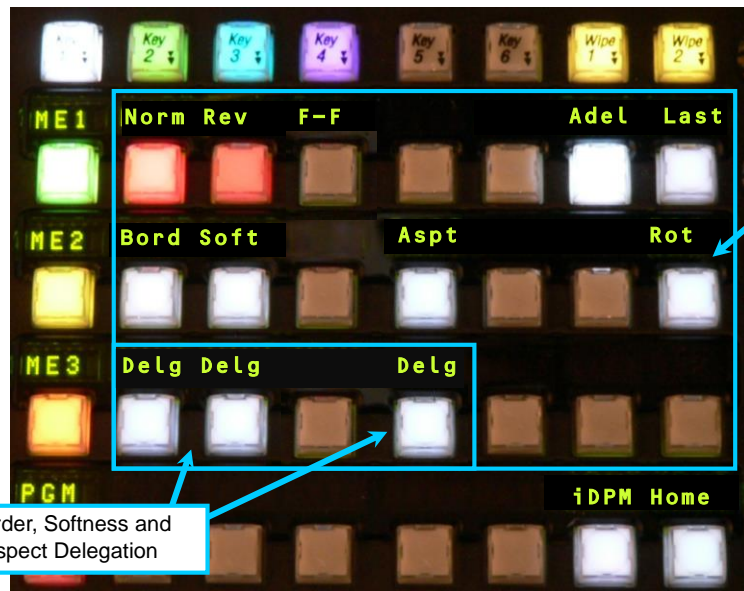 Key 2 Key 3 Key 4 Key 5 Key 6 Wipe 1 Wipe 2
ME1 Norm Rev F-F Adel Last
ME2 Bord Soft Aspt Rot
ME3 Delg Delg Delg
PGM iDPM Home
rder, Softness and
spect Delegation